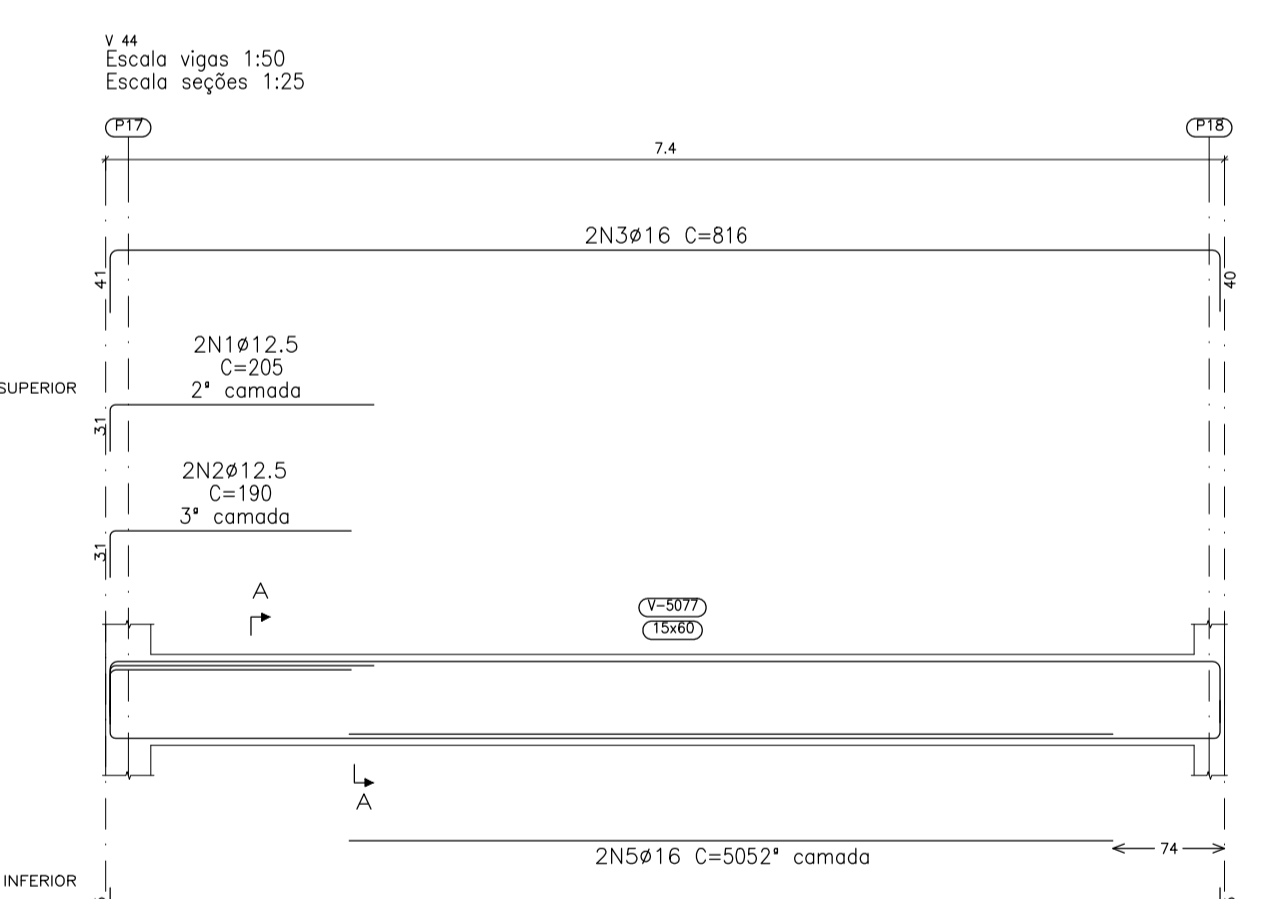 V 44
Escala vigas 1:50
Escala seções 1:25
P17
P18
7.4
2N3ø16 C=816
41
40
2N1ø12.5
C=205
2ª camada
SUPERIOR
31
2N2ø12.5
C=190
3ª camada
31
A
V-5077
15x60
A
2N5ø16 C=5052ª camada
74
INFERIOR